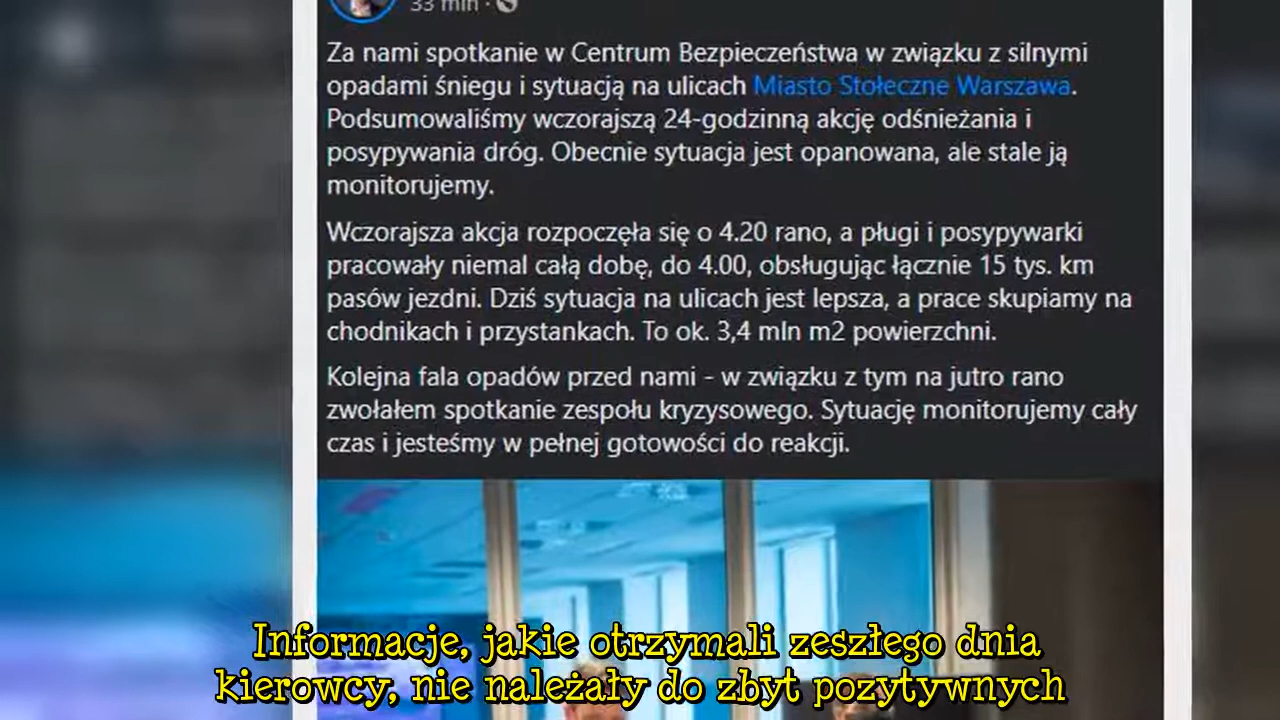 33 min ·
Za nami spotkanie w Centrum Bezpieczeństwa w związku z silnymi
opadami śniegu i sytuacją na ulicach Miasto Stołeczne Warszawa.
Podsumowaliśmy wczorajszą 24-godzinną akcję odśnieżania i
posypywania dróg. Obecnie sytuacja jest opanowana, ale stale ją
monitorujemy.
Wczorajsza akcja rozpoczęła się o 4.20 rano, a pługi i posypywarki
pracowały niemal całą dobę, do 4.00, obsługując łącznie 15 tys. km
pasów jezdni. Dziś sytuacja na ulicach jest lepsza, a prace skupiamy na
chodnikach i przystankach. To ok. 3,4 mln m2 powierzchni.
Kolejna fala opadów przed nami - w związku z tym na jutro rano
zwołałem spotkanie zespołu kryzysowego. Sytuację monitorujemy cały
czas i jesteśmy w pełnej gotowości do reakcji.
Informacje, jakie otrzymali zeszłego dnia
kierowcy, nie należały do zbyt pozytywnych